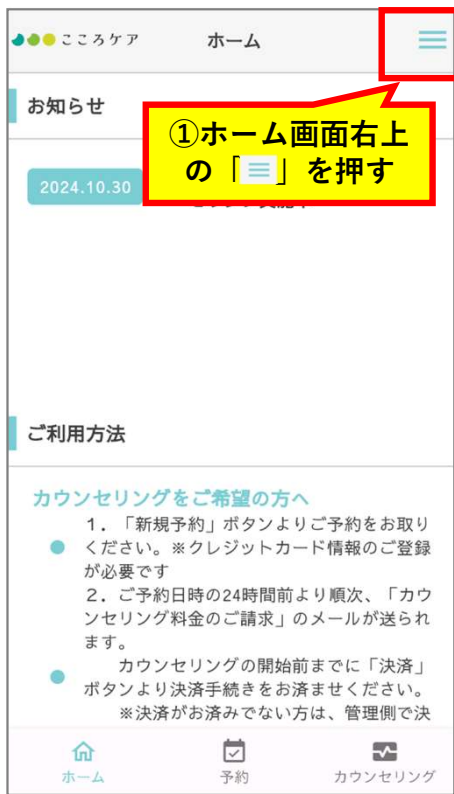 こころケア
ホーム
お知らせ
①ホーム画面右上
の「≡」を押す
2024.10.30
ご利用方法
カウンセリングをご希望の方へ
１．「新規予約」ボタンよりご予約をお取り
ください。※クレジットカード情報のご登録
が必要です
２．ご予約日時の24時間前より順次、「カウ
ンセリング料金のご請求」のメールが送られ
ます。
カウンセリングの開始前までに「決済」
ボタンより決済手続きをお済ませください。
※決済がお済みでない方は、管理側で決
ホーム
予約
カウンセリング